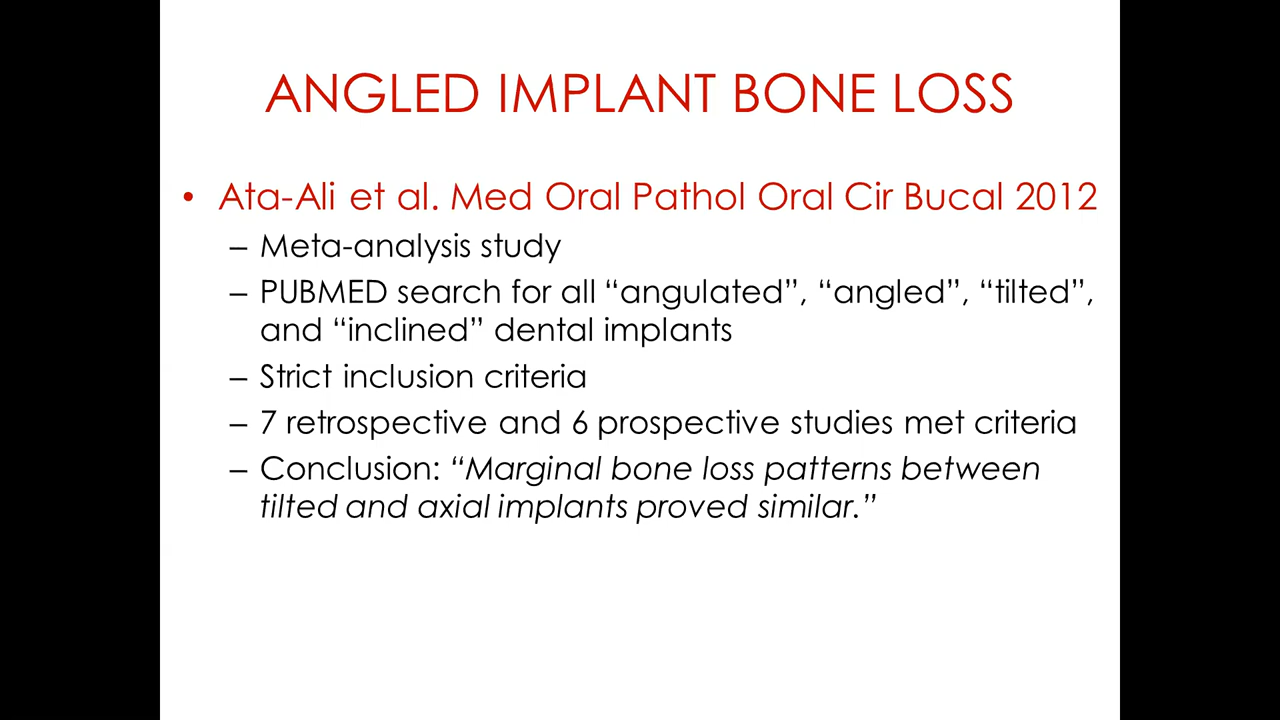 ANGLED IMPLANT BONE LOSS
• Ata-Ali et al. Med Oral Pathol Oral Cir Bucal 2012
– Meta-analysis study
– PUBMED search for all “angulated”, “angled”, “tilted”,
and “inclined” dental implants
– Strict inclusion criteria
– 7 retrospective and 6 prospective studies met criteria
– Conclusion: “Marginal bone loss patterns between
tilted and axial implants proved similar.”